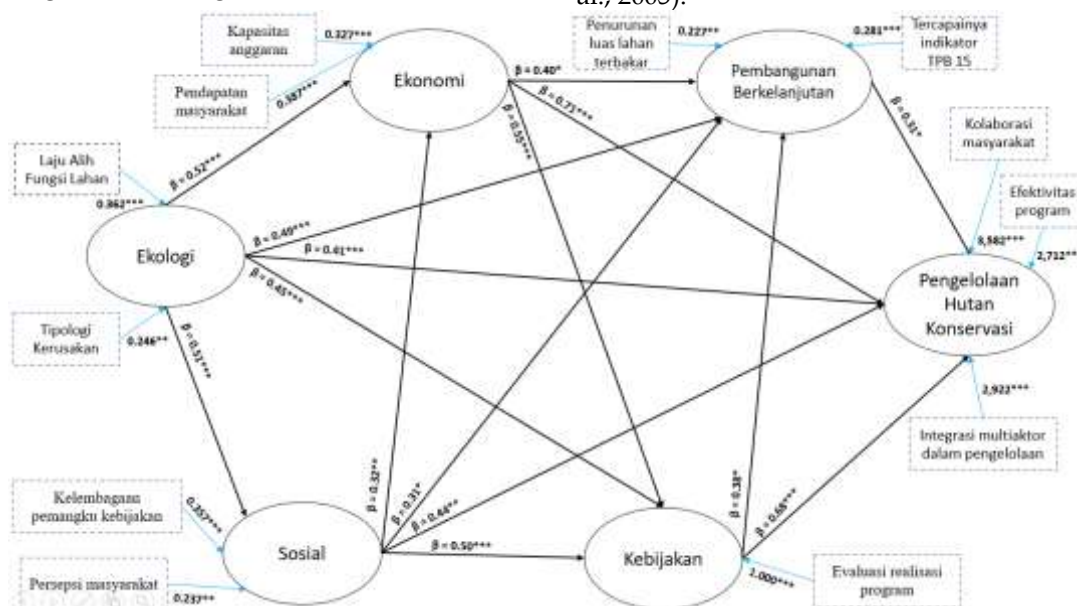 al., 2003).
Kapasitas
anggaran
0.327***
Pendapatan
masyarakat
0.387***
Ekonomi
Penurunan
luas lahan
terbakar
0.227**
0.281***
Tercapainya
indikator
TPB 15
Pembangunan
Berkelanjutan
β = 0.40*
β = 0.71***
β = 0.55***
β = 0.31*
Kolaborasi
masyarakat
Efektivitas
program
3,582***
2,712**
Laju Alih
Fungsi Lahan
0.362***
β = 0.52***
Ekologi
β = 0.49***
β = 0.41***
β = 0.45***
Pengelolaan
Hutan
Konservasi
Tipologi
Kerusakan
0.246**
β = 0.51***
2,922***
Integrasi multiaktor
dalam pengelolaan
Kelembagaan
pemangku kebijakan
0.357***
Persepsi masyarakat
0.237**
Sosial
β = 0.32**
β = 0.31*
β = 0.44**
β = 0.50***
Kebijakan
β = 0.38*
β = 0.68***
1.000***
Evaluasi realisasi
program